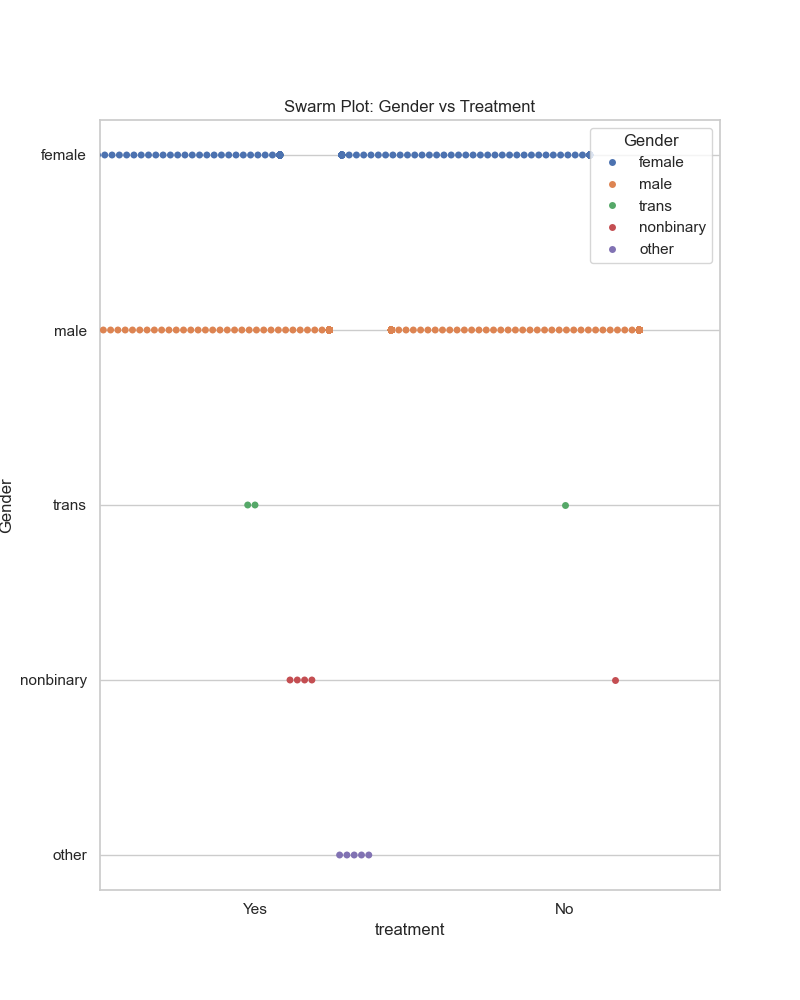 Swarm Plot: Gender vs Treatment
Gender
female
male
trans
nonbinary
other
female
male
trans
nonbinary
other
Gender
Yes
No
treatment